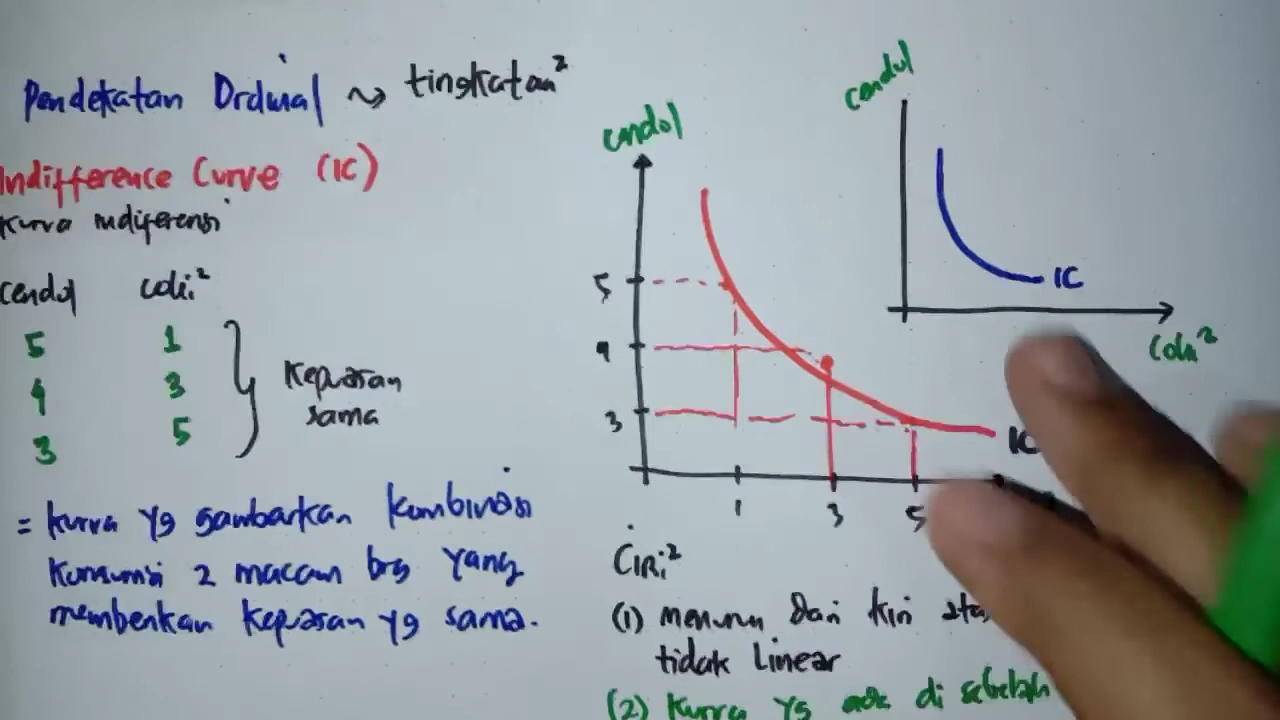 Pendekatan Ordinal ~> tingkatan²
Indifference Curve (IC)
Kurva indiferensi
cendol coki²
5 1
4 3
3 5
Kepuasan
sama
= kurva yg gambarkan kombinasi
konsumsi 2 macam brg yang
memberikan kepuasan yg sama.
cendol
5
4
3
1 3 5
IC
cendol
IC
Coki²
Ciri²
(1) menurun dari kiri atas
tidak linear
(2) kurva yg ada di sebelah